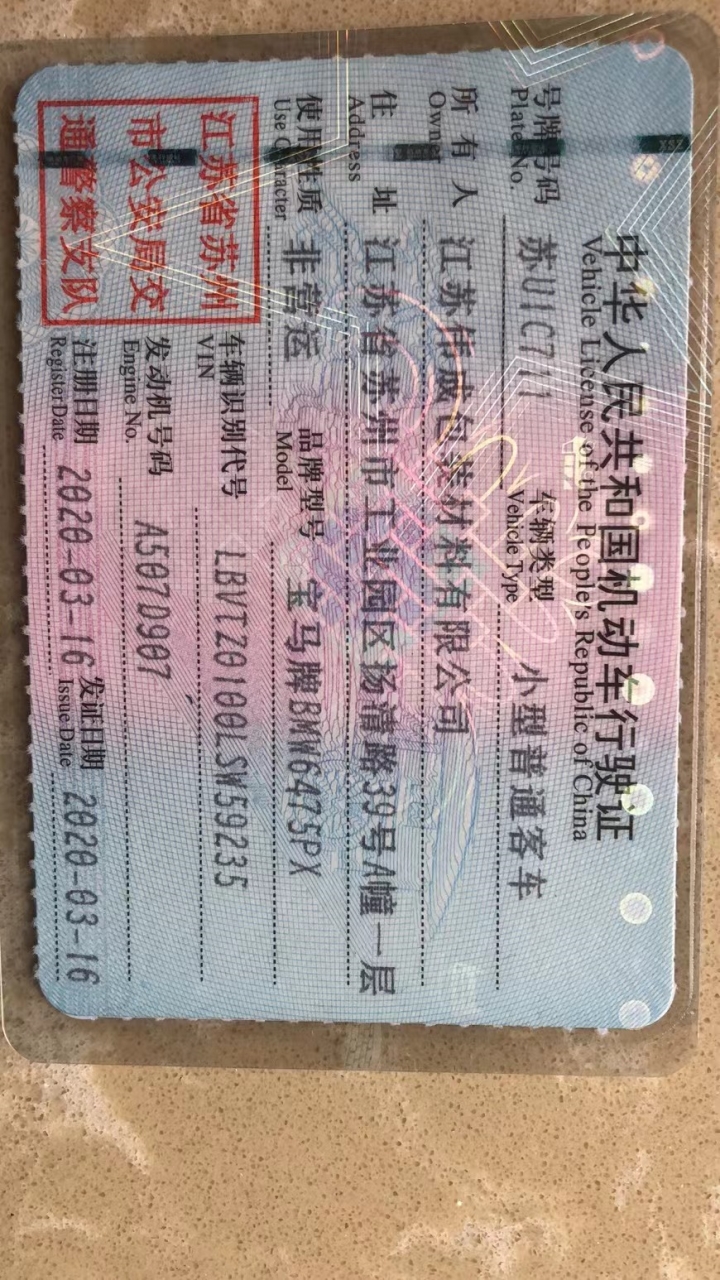 中华人民共和国机动车行驶证
Vehicle License of the People's Republic of China
号牌号码 苏U1C711 车辆类型 小型普通客车
Plate No. Vehicle Type
所有人 江苏伟成包装材料有限公司
Owner
住址 江苏省苏州市工业园区扬清路39号A幢一层
Address
使用性质 非营运 品牌型号 宝马牌BMW6475PX
Use Character Model
江苏省苏州
市公安局交
通警察支队
车辆识别代号 LBVTZ0100LSW59235
VIN
发动机号码 A507D907
Engine No.
注册日期 2020-03-16 发证日期 2020-03-16
Register Date Issue Date
XSZ